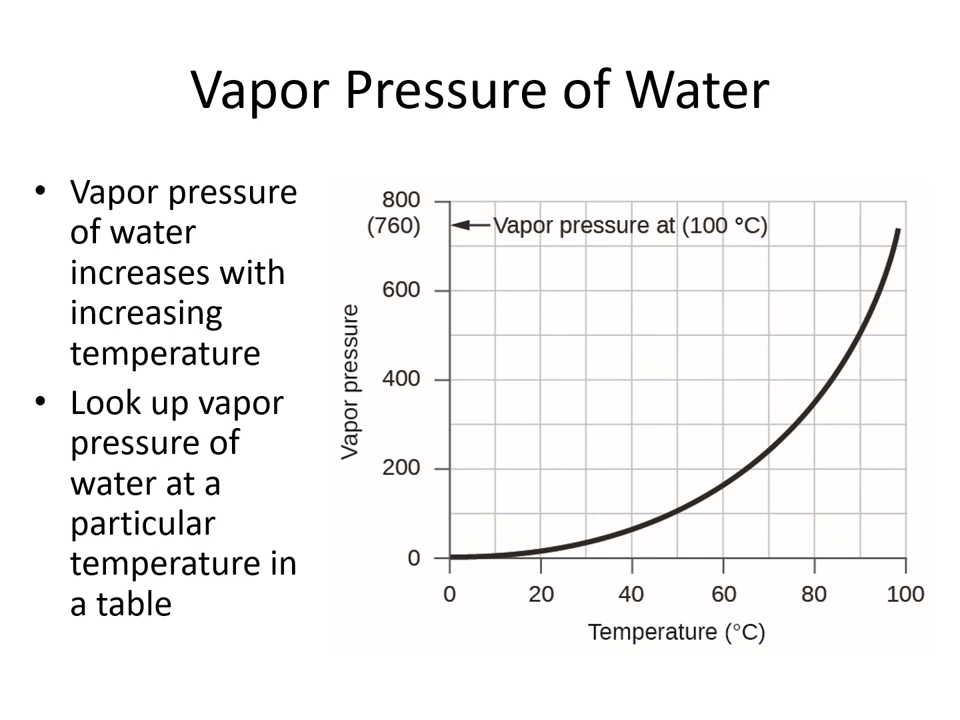 Vapor Pressure of Water
• Vapor pressure
of water
increases with
increasing
temperature
• Look up vapor
pressure of
water at a
particular
temperature in
a table
800
(760)
Vapor pressure at (100 °C)
600
400
200
0
Vapor pressure
0 20 40 60 80 100
Temperature (°C)